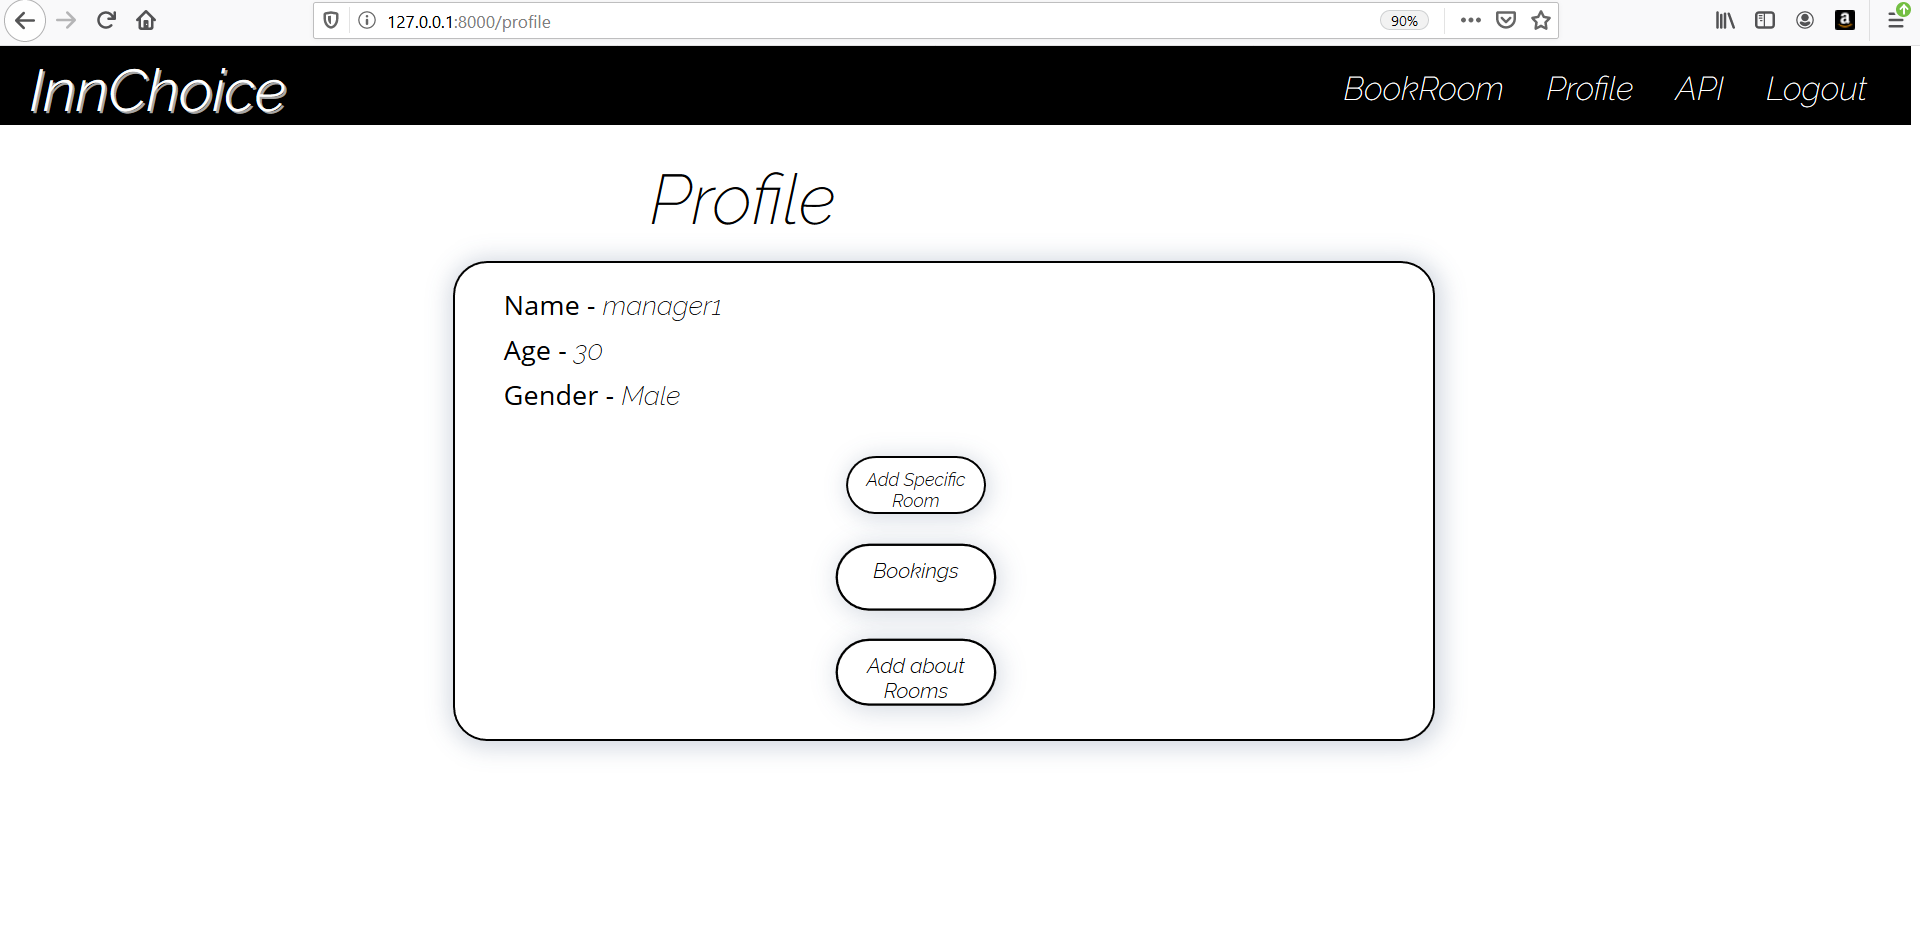 127.0.0.1:8000/profile
90%
InnChoice
BookRoom Profile API Logout
Profile
Name - manager1
Age - 30
Gender - Male
Add Specific
Room
Bookings
Add about
Rooms